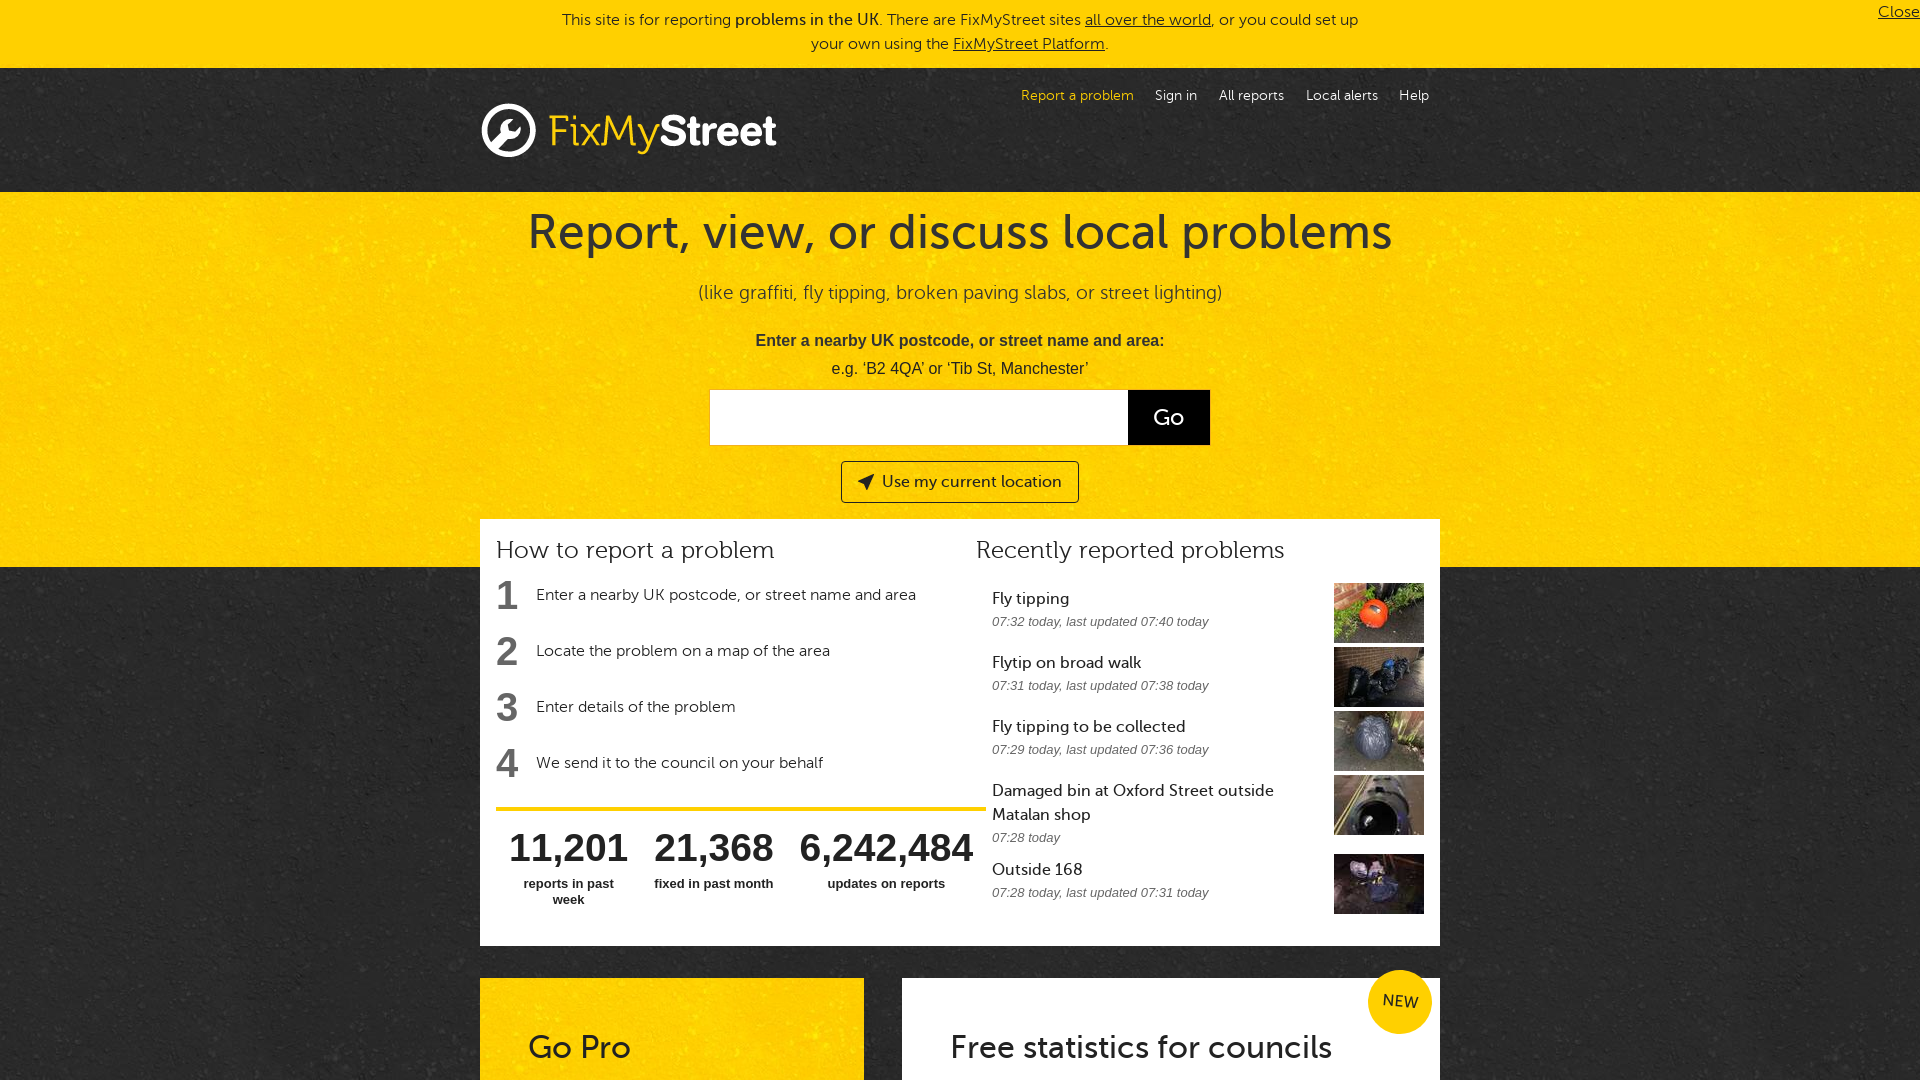 This site is for reporting problems in the UK. There are FixMyStreet sites all over the world, or you could set up
your own using the FixMyStreet Platform.
Close
FixMyStreet
Report a problem
Sign in
All reports
Local alerts
Help
Report, view, or discuss local problems
(like graffiti, fly tipping, broken paving slabs, or street lighting)
Enter a nearby UK postcode, or street name and area:
e.g. ‘B2 4QA’ or ‘Tib St, Manchester’
Go
Use my current location
How to report a problem
1 Enter a nearby UK postcode, or street name and area
2 Locate the problem on a map of the area
3 Enter details of the problem
4 We send it to the council on your behalf
11,201
reports in past
week
21,368
fixed in past month
6,242,484
updates on reports
Recently reported problems
Fly tipping
07:32 today, last updated 07:40 today
Flytip on broad walk
07:31 today, last updated 07:38 today
Fly tipping to be collected
07:29 today, last updated 07:36 today
Damaged bin at Oxford Street outside
Matalan shop
07:28 today
Outside 168
07:28 today, last updated 07:31 today
Go Pro
NEW
Free statistics for councils